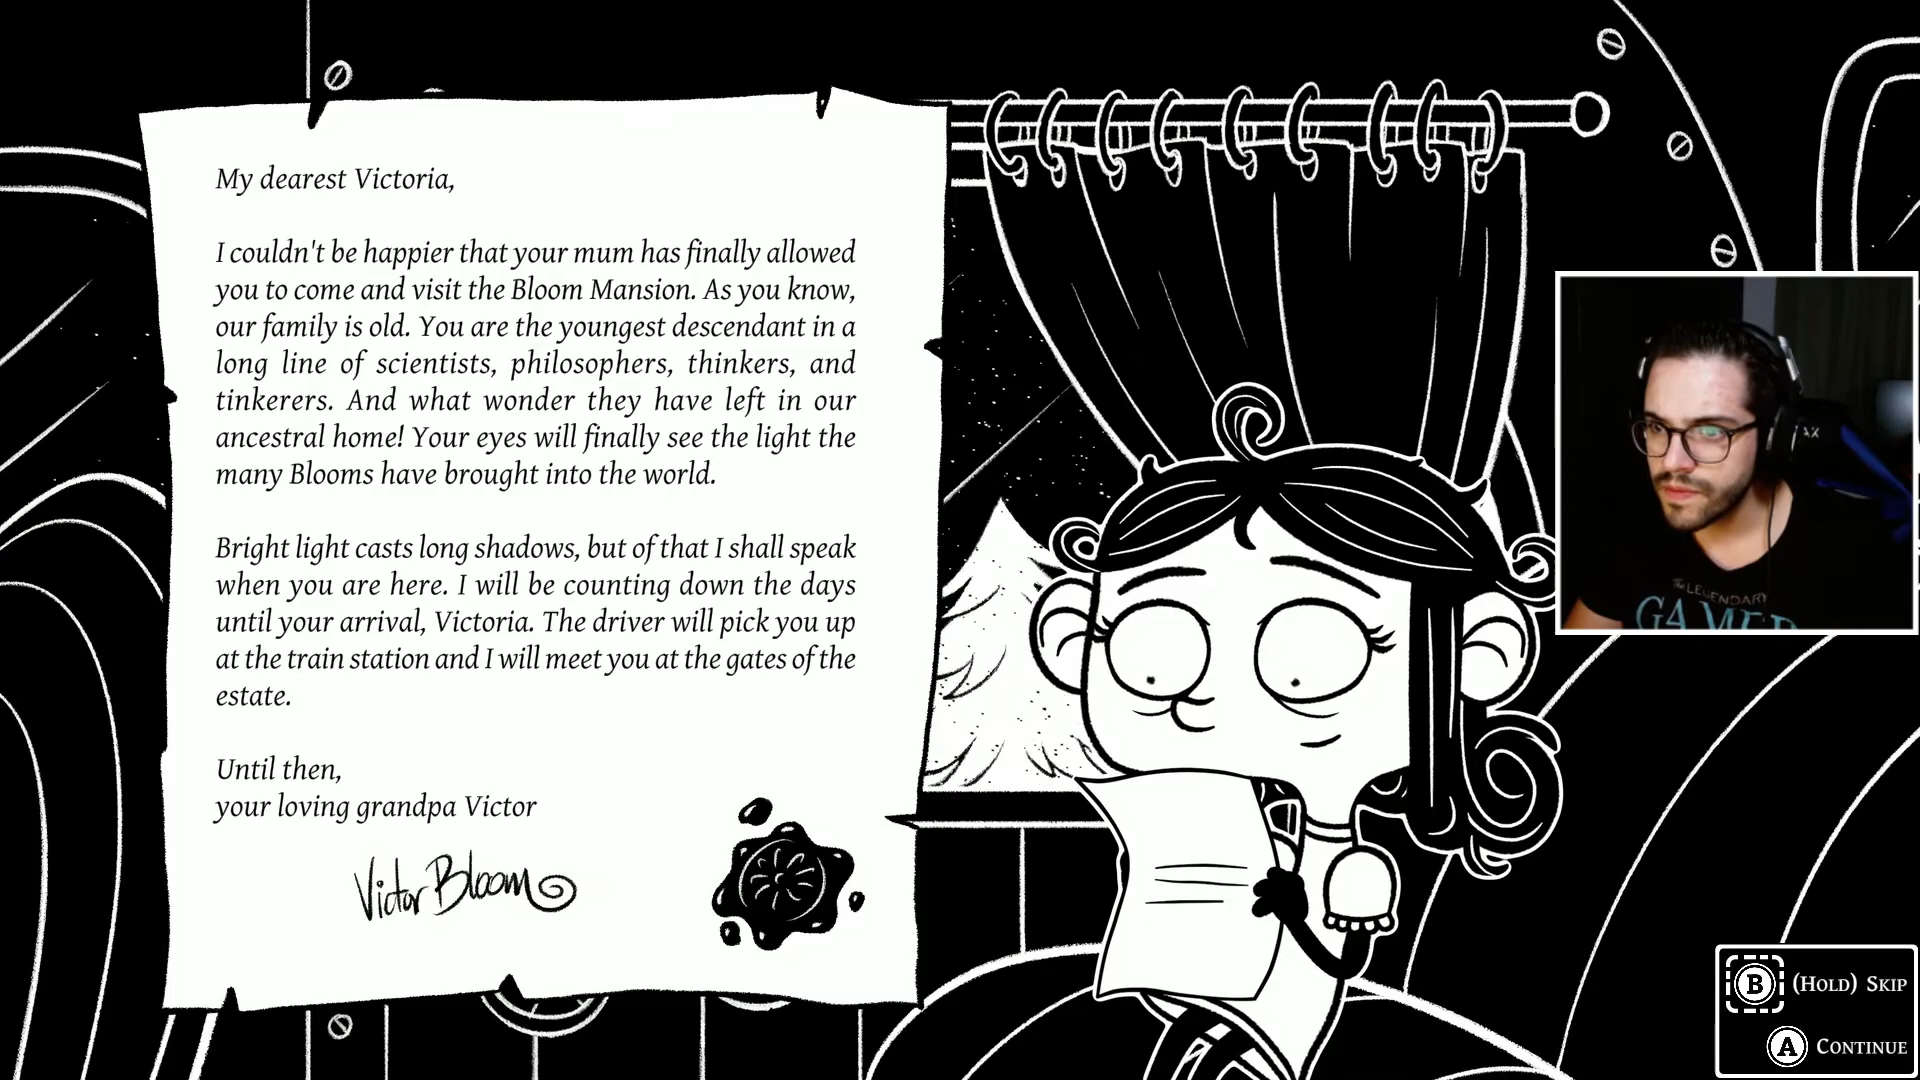 My dearest Victoria,
I couldn't be happier that your mum has finally allowed
you to come and visit the Bloom Mansion. As you know,
our family is old. You are the youngest descendant in a
long line of scientists, philosophers, thinkers, and
tinkerers. And what wonder they have left in our
ancestral home! Your eyes will finally see the light the
many Blooms have brought into the world.
Bright light casts long shadows, but of that I shall speak
when you are here. I will be counting down the days
until your arrival, Victoria. The driver will pick you up
at the train station and I will meet you at the gates of the
estate.
Until then,
your loving grandpa Victor
Victor Bloom
The LEGENDARY
GAMER
B (HOLD) SKIP
A CONTINUE